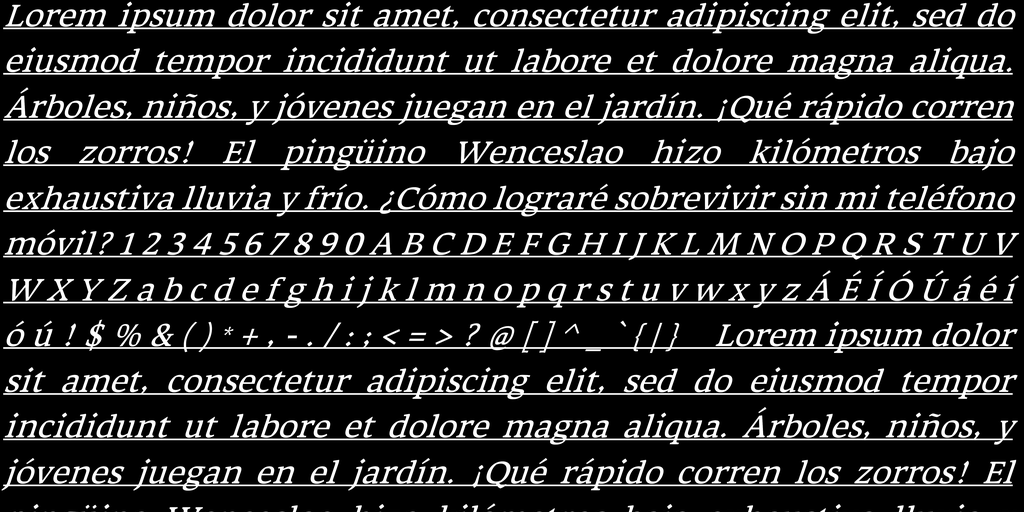 Lorem ipsum dolor sit amet, consectetur adipiscing elit, sed do
eiusmod tempor incididunt ut labore et dolore magna aliqua.
Árboles, niños, y jóvenes juegan en el jardín. ¡Qué rápido corren
los zorros! El pingüino Wenceslao hizo kilómetros bajo
exhaustiva lluvia y frío. ¿Cómo lograré sobrevivir sin mi teléfono
móvil? 1 2 3 4 5 6 7 8 9 0 A B C D E F G H I J K L M N O P Q R S T U V
W X Y Z a b c d e f g h i j k l m n o p q r s t u v w x y z Á É Í Ó Ú á é í
ó ú ! $ % & ( ) * + , - . / : ; < = > ? @ [ ] ^ _ ` { | } Lorem ipsum dolor
sit amet, consectetur adipiscing elit, sed do eiusmod tempor
incididunt ut labore et dolore magna aliqua. Árboles, niños, y
jóvenes juegan en el jardín. ¡Qué rápido corren los zorros! El